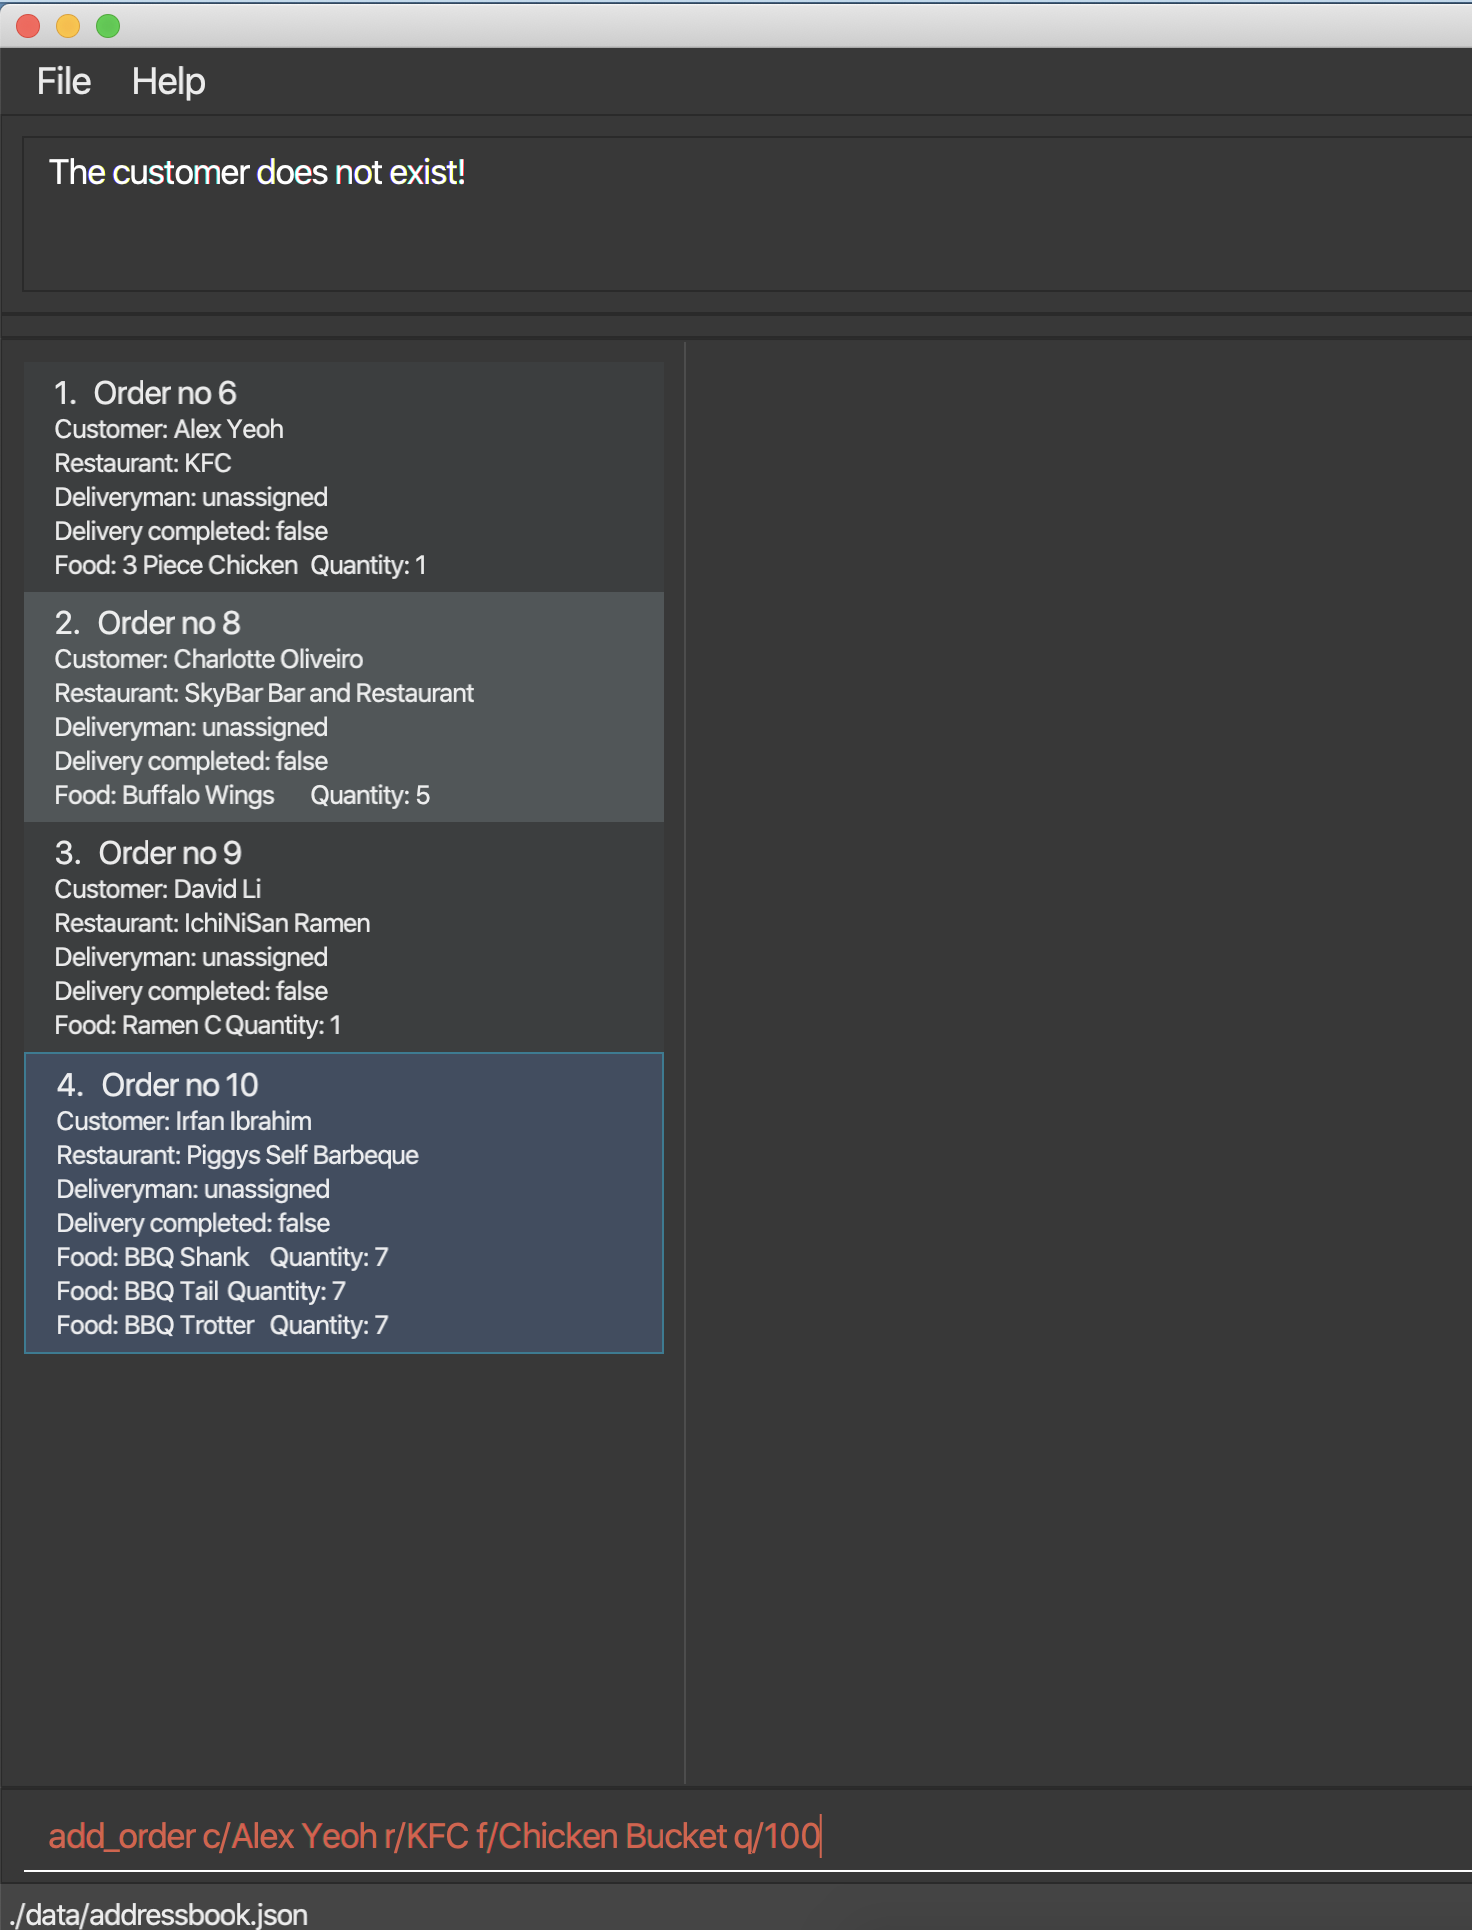 File Help
The customer does not exist!
1. Order no 6
Customer: Alex Yeoh
Restaurant: KFC
Deliveryman: unassigned
Delivery completed: false
Food: 3 Piece Chicken Quantity: 1
2. Order no 8
Customer: Charlotte Oliveiro
Restaurant: SkyBar Bar and Restaurant
Deliveryman: unassigned
Delivery completed: false
Food: Buffalo Wings Quantity: 5
3. Order no 9
Customer: David Li
Restaurant: IchiNiSan Ramen
Deliveryman: unassigned
Delivery completed: false
Food: Ramen C Quantity: 1
4. Order no 10
Customer: Irfan Ibrahim
Restaurant: Piggys Self Barbeque
Deliveryman: unassigned
Delivery completed: false
Food: BBQ Shank Quantity: 7
Food: BBQ Tail Quantity: 7
Food: BBQ Trotter Quantity: 7
add_order c/Alex Yeoh r/KFC f/Chicken Bucket q/100
./data/addressbook.json